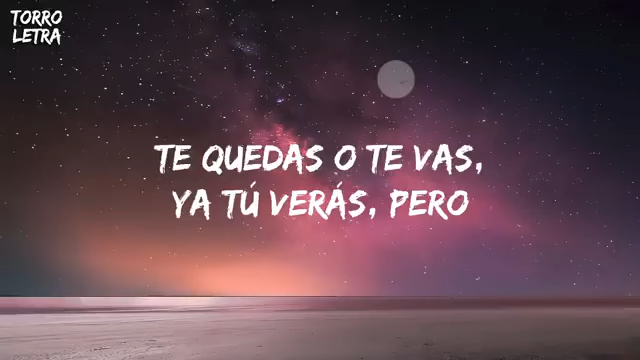 TORRO
LETRA
TE QUEDAS O TE VAS,
YA TÚ VERÁS, PERO